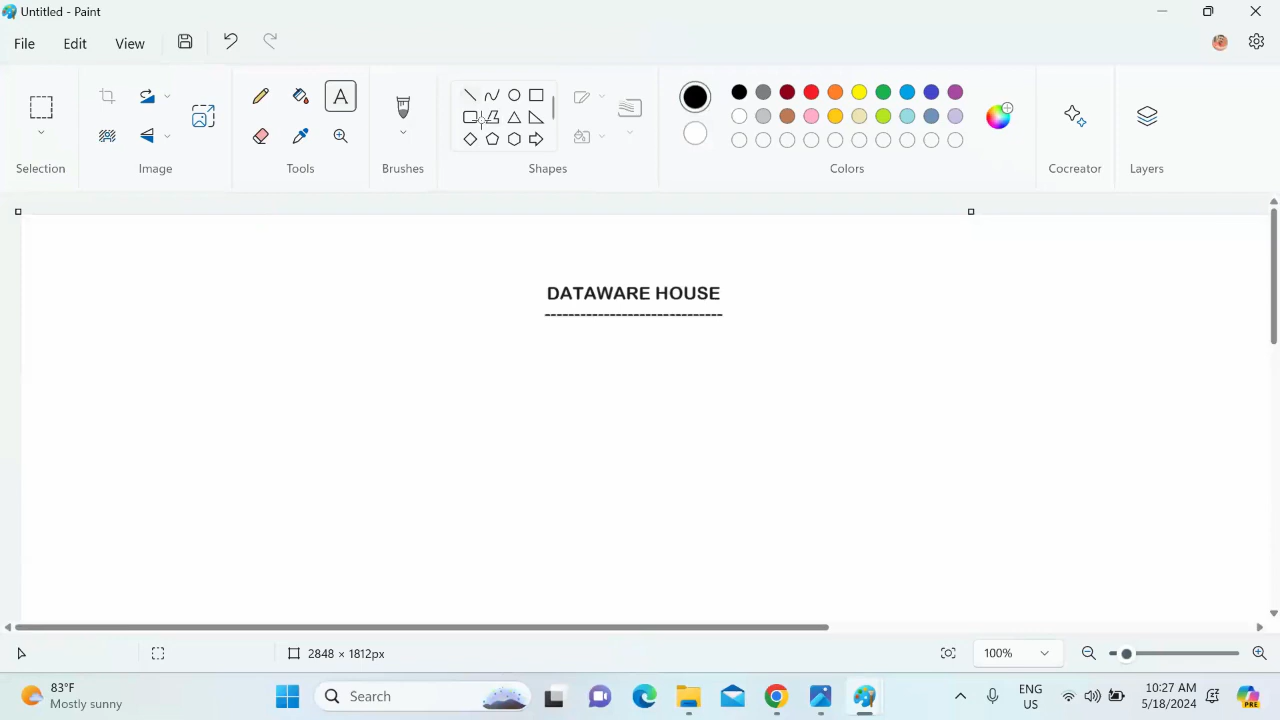 Untitled - Paint
File Edit View
Selection Image Tools Brushes Shapes Colors Cocreator Layers
DATAWARE HOUSE
------------------------------
2848 × 1812px 100%
83°F
Mostly sunny
Search
ENG
US
10:27 AM
5/18/2024
PRE